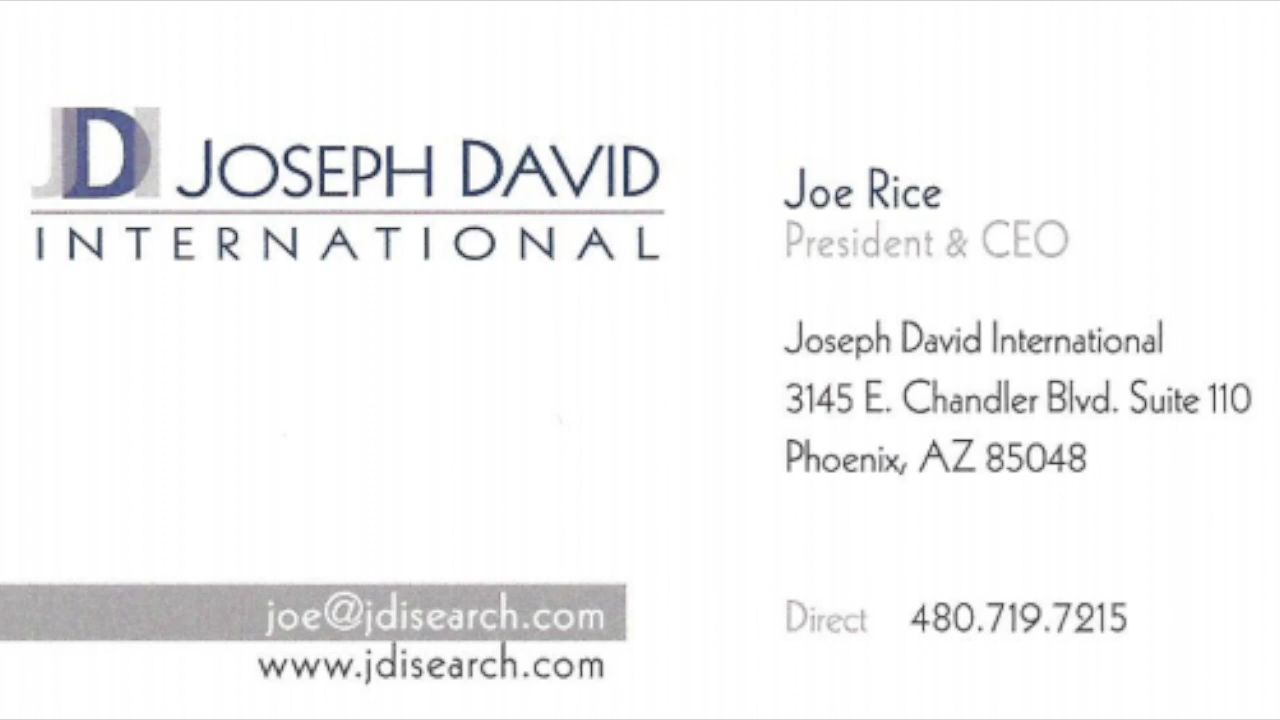 JDI JOSEPH DAVID
INTERNATIONAL
Joe Rice
President & CEO
Joseph David International
3145 E. Chandler Blvd. Suite 110
Phoenix, AZ 85048
joe@jdisearch.com
www.jdisearch.com
Direct 480.719.7215